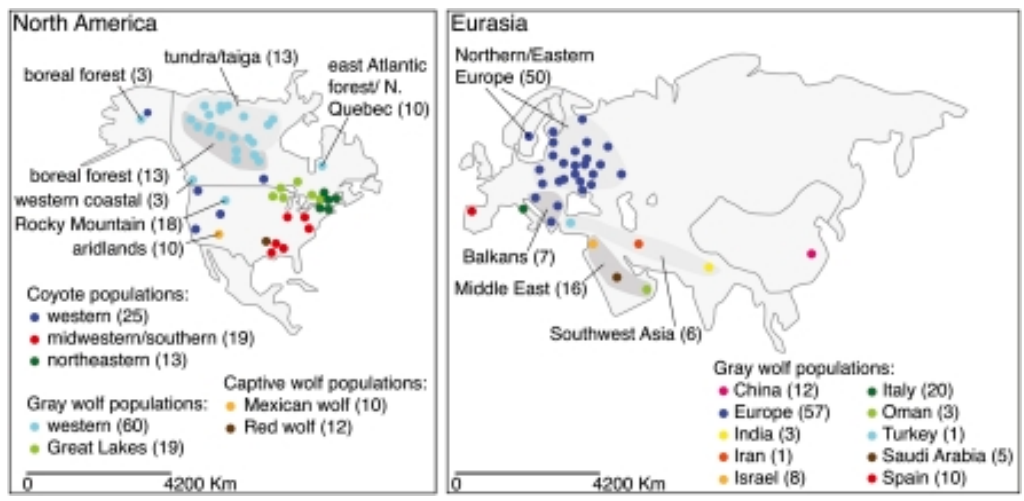 North America
tundra/taiga (13)
boreal forest (3)
east Atlantic
forest/ N.
Quebec (10)
boreal forest (13)
western coastal (3)
Rocky Mountain (18)
aridlands (10)
Coyote populations:
western (25)
midwestern/southern (19)
northeastern (13)
Gray wolf populations:
western (60)
Great Lakes (19)
Captive wolf populations:
Mexican wolf (10)
Red wolf (12)
0 4200 Km
Eurasia
Northern/Eastern
Europe (50)
Balkans (7)
Middle East (16)
Southwest Asia (6)
Gray wolf populations:
China (12)
Europe (57)
India (3)
Iran (1)
Israel (8)
Italy (20)
Oman (3)
Turkey (1)
Saudi Arabia (5)
Spain (10)
0 4200 Km